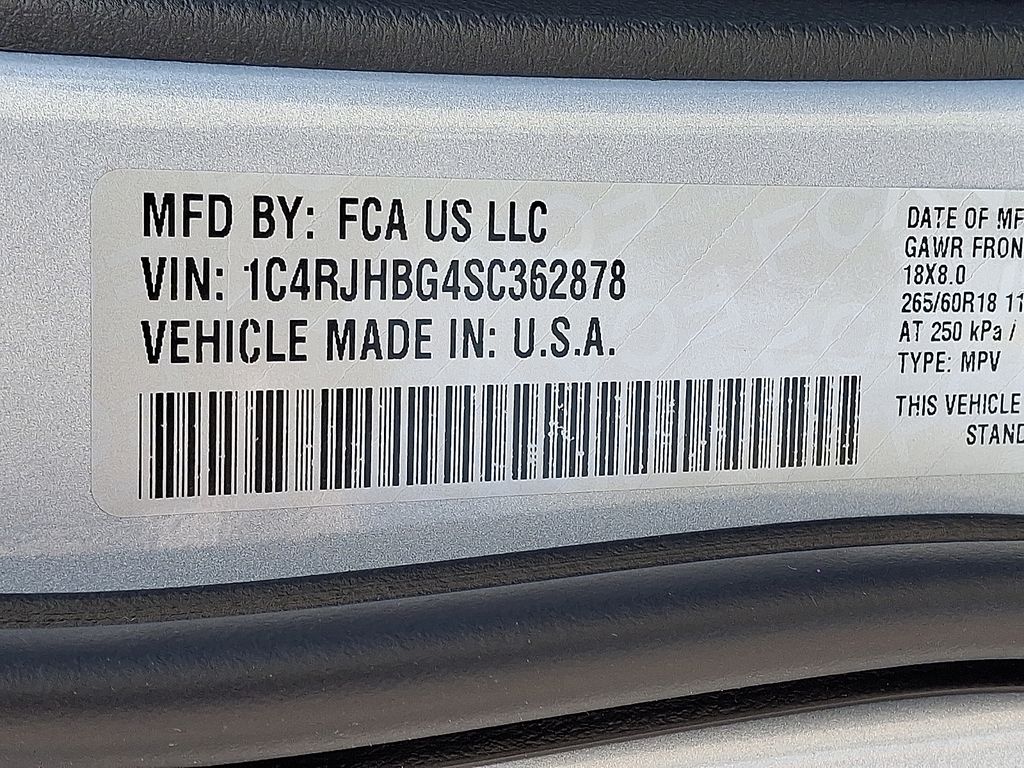 MFD BY: FCA US LLC
VIN: 1C4RJHBG4SC362878
VEHICLE MADE IN: U.S.A.
DATE OF MF
GAWR FRON
18X8.0
265/60R18 11
AT 250 kPa /
TYPE: MPV
THIS VEHICLE
STAND